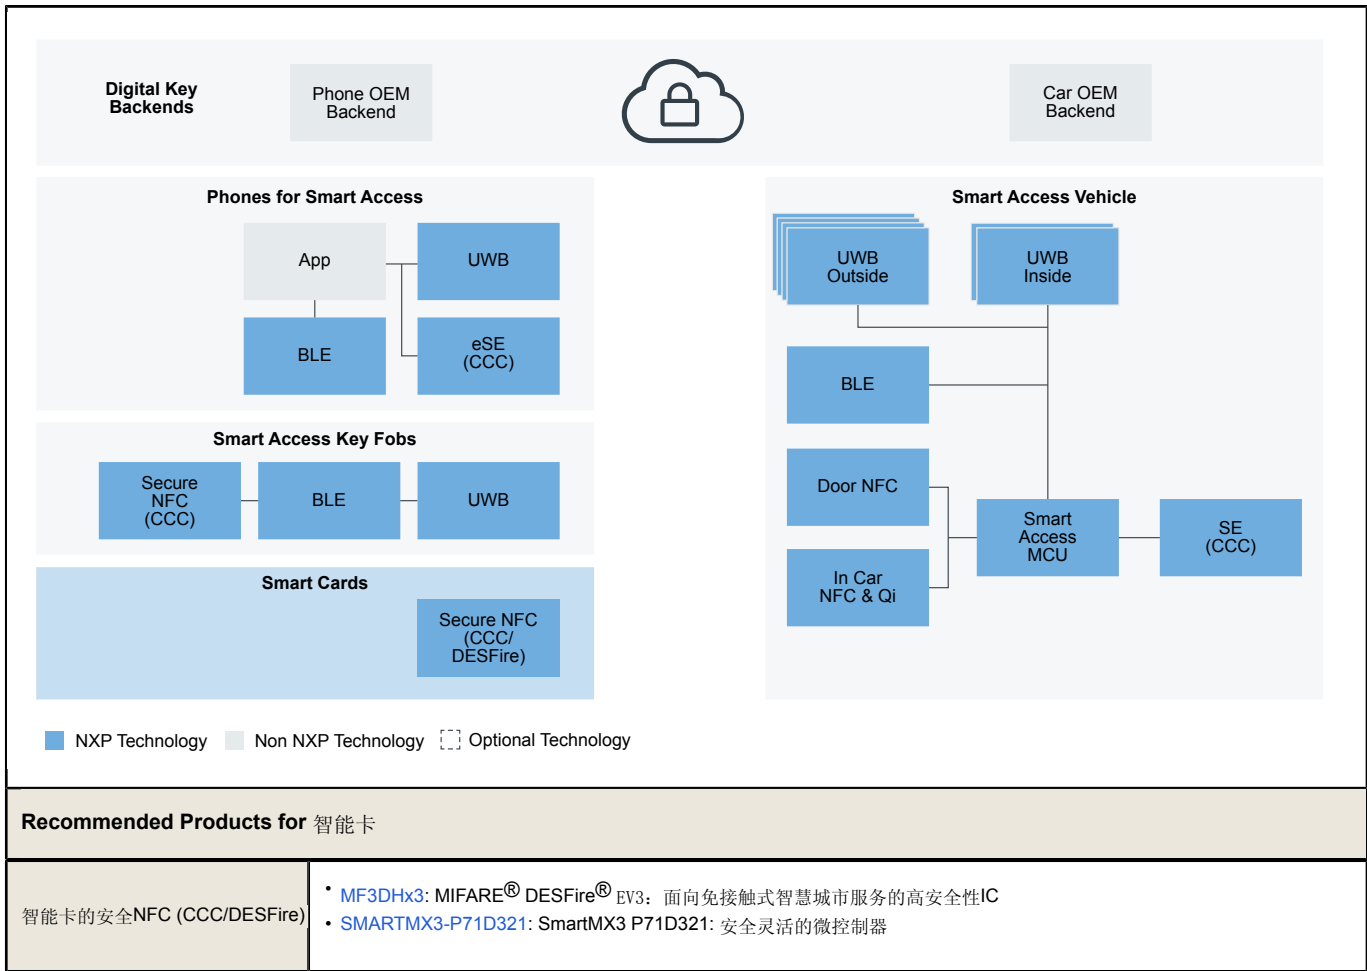 Digital Key
Backends
Phone OEM
Backend
Car OEM
Backend
Phones for Smart Access
App
UWB
BLE
eSE
(CCC)
Smart Access Key Fobs
Secure
NFC
(CCC)
BLE
UWB
Smart Cards
Secure NFC
(CCC/
DESFire)
Smart Access Vehicle
UWB
Outside
UWB
Inside
BLE
Door NFC
In Car
NFC & Qi
Smart
Access
MCU
SE
(CCC)
NXP Technology
Non NXP Technology
Optional Technology
Recommended Products for 智能卡
智能卡的安全NFC (CCC/DESFire)
• MF3DHx3: MIFARE® DESFire® EV3：面向免接触式智慧城市服务的高安全性IC
• SMARTMX3-P71D321: SmartMX3 P71D321: 安全灵活的微控制器